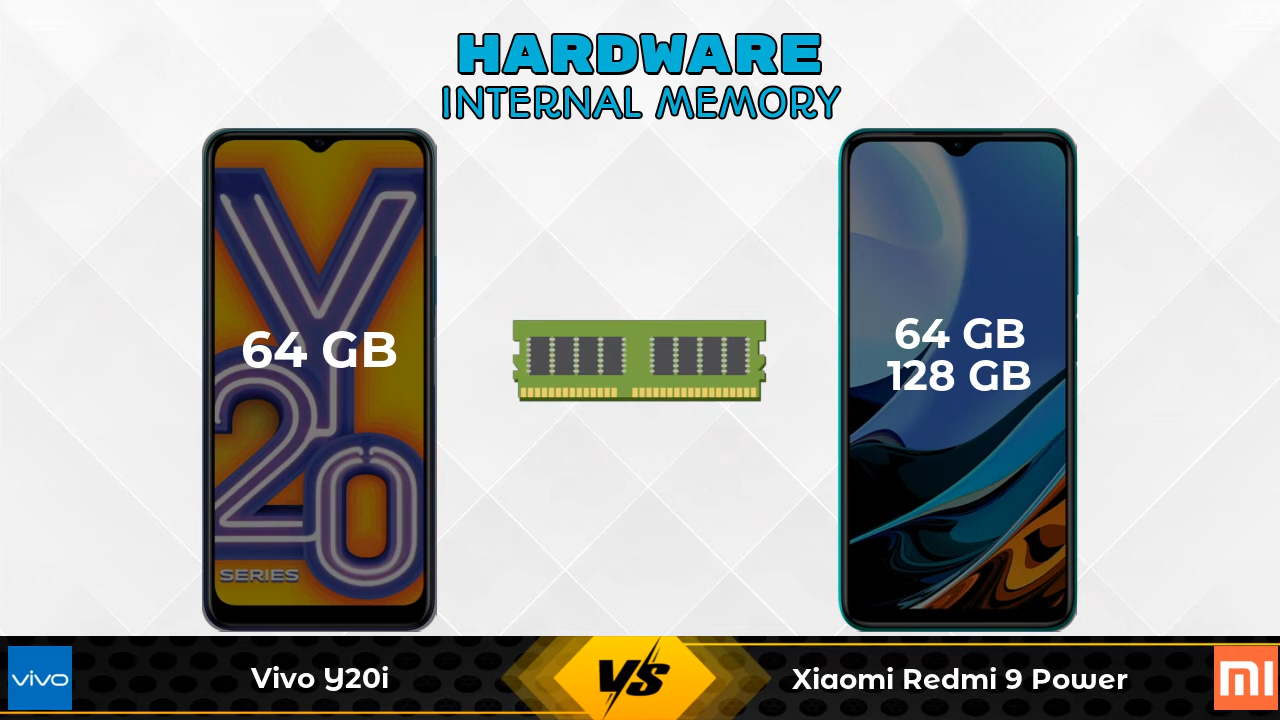 HARDWARE
INTERNAL MEMORY
Y
20
SERIES
64 GB
64 GB
128 GB
vivo
Vivo Y20i
VS
Xiaomi Redmi 9 Power
mi